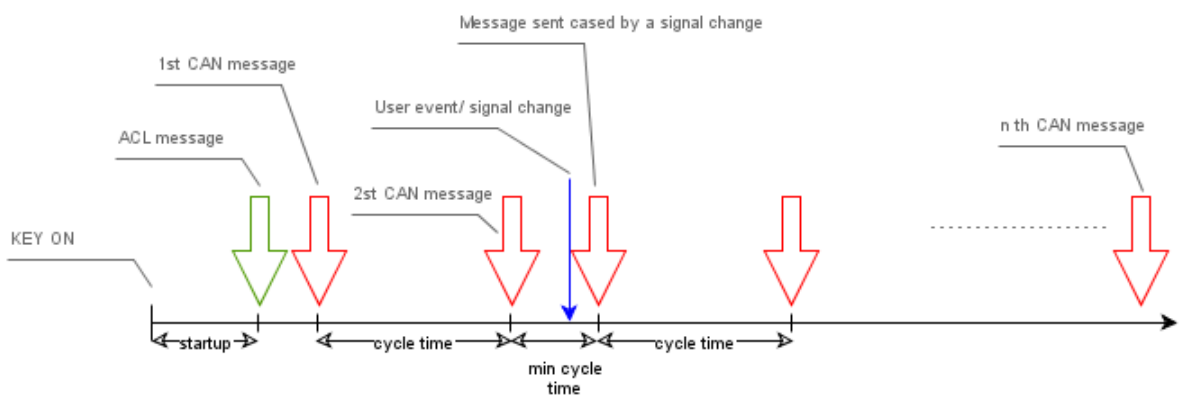 Message sent cased by a signal change
1st CAN message
User event/ signal change
n th CAN message
ACL message
2st CAN message
KEY ON
startup
cycle time
min cycle
time
cycle time